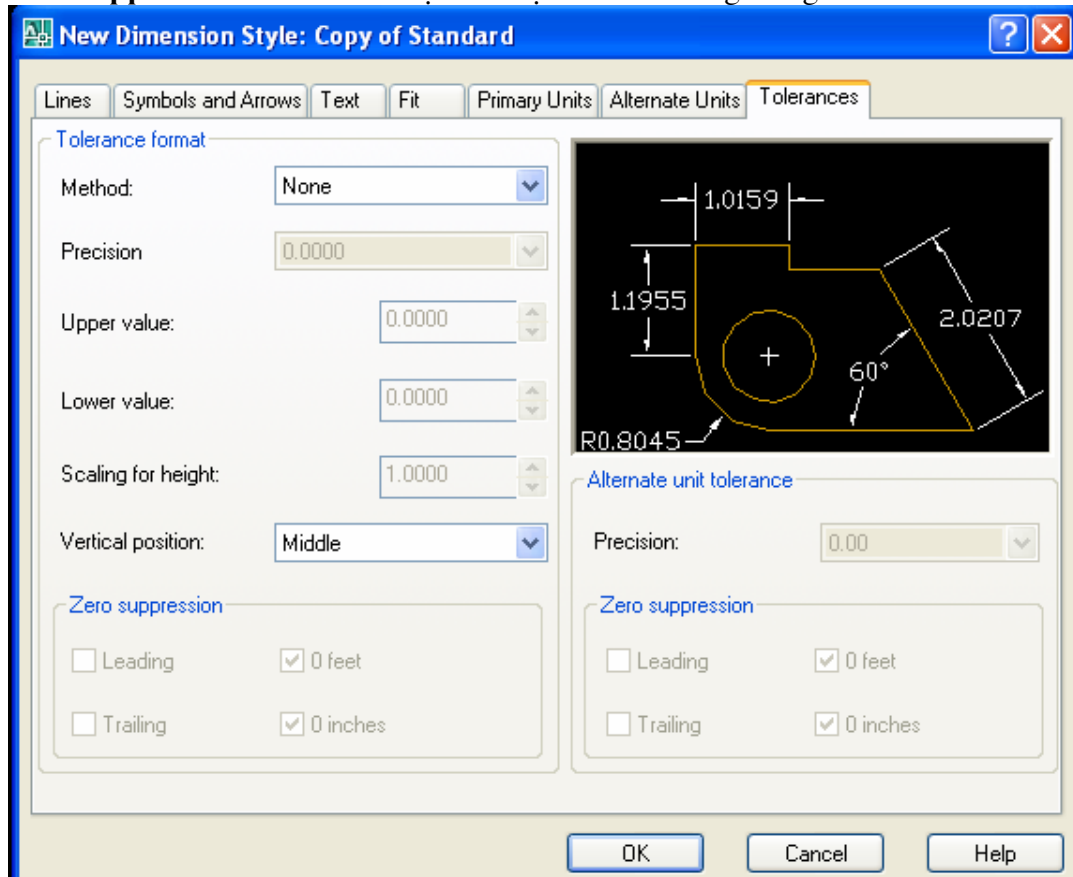 New Dimension Style: Copy of Standard
Lines Symbols and Arrows Text Fit Primary Units Alternate Units Tolerances
Tolerance format
Method: None
Precision 0.0000
Upper value: 0.0000
Lower value: 0.0000
Scaling for height: 1.0000
Vertical position: Middle
Zero suppression
Leading 0 feet
Trailing 0 inches
1.0159
1.1955
2.0207
60°
R0.8045
Alternate unit tolerance
Precision: 0.00
Zero suppression
Leading 0 feet
Trailing 0 inches
OK Cancel Help